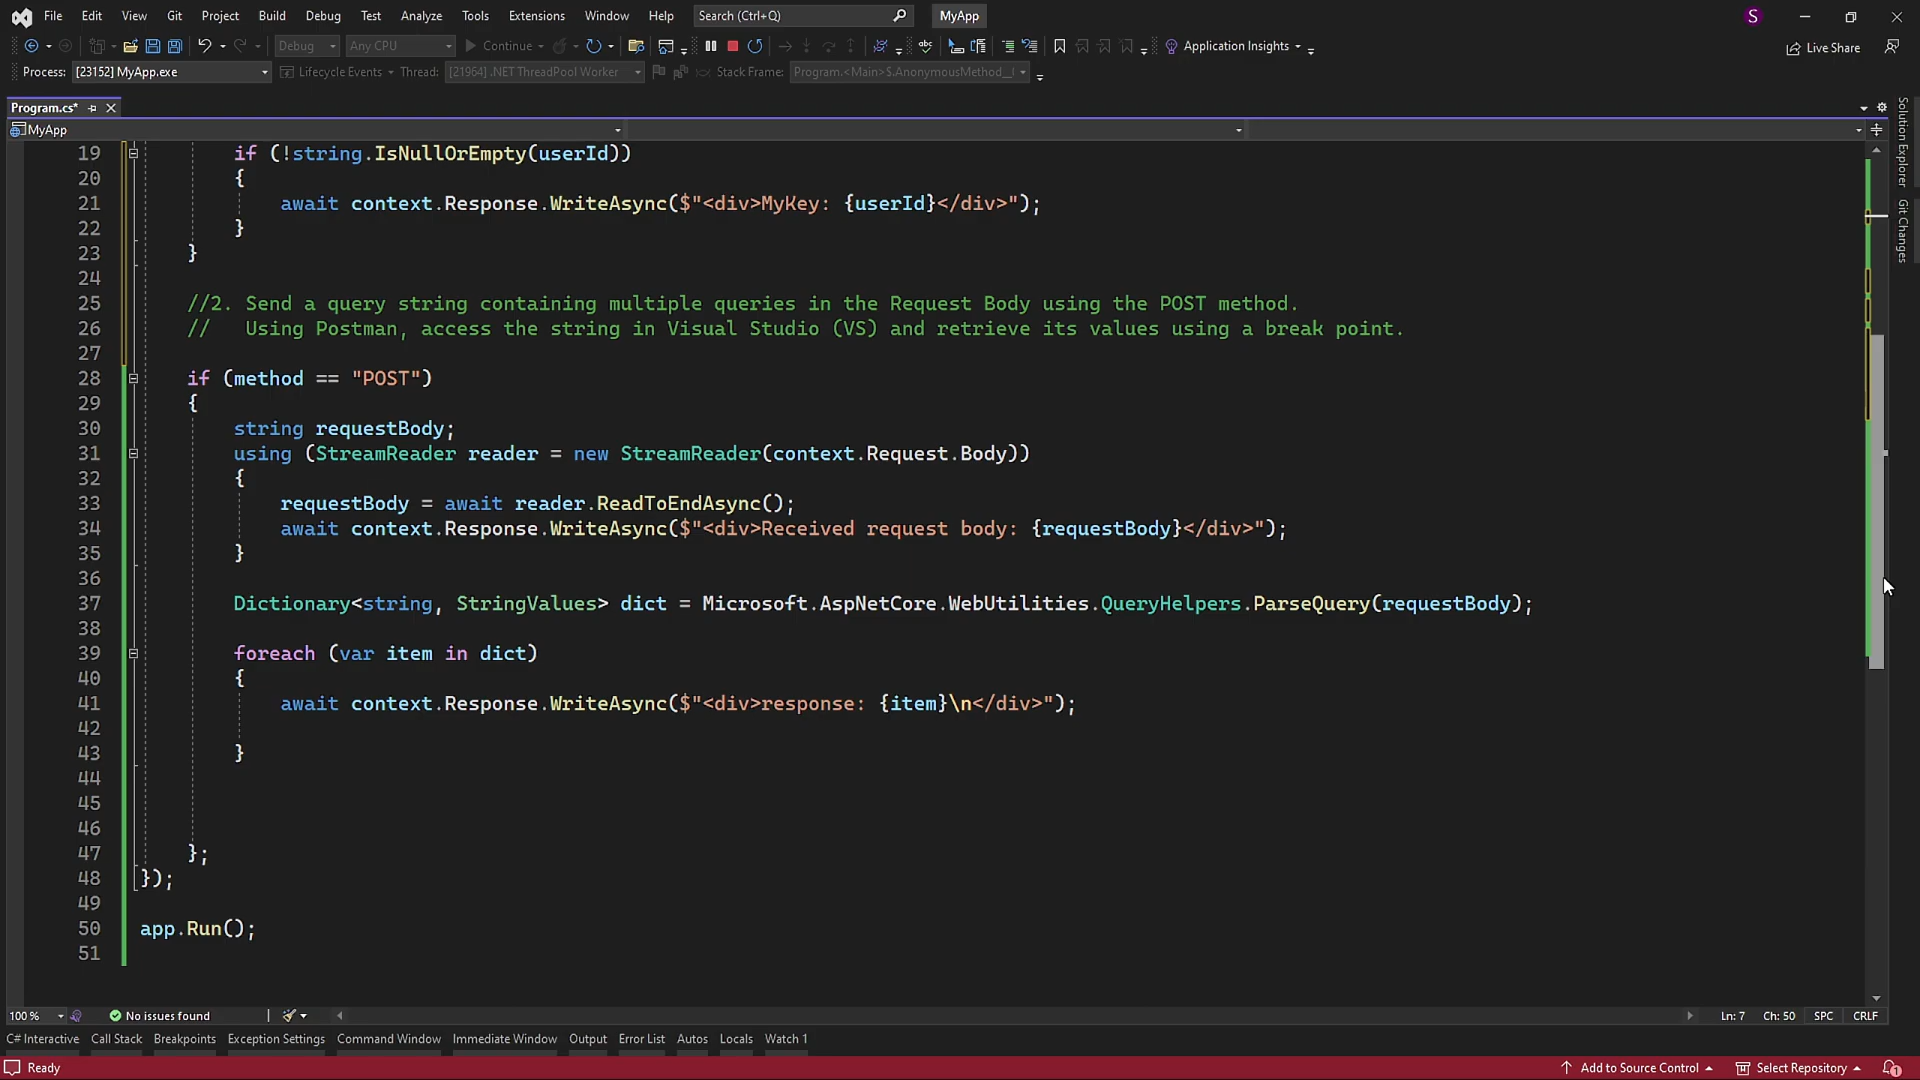 File Edit View Git Project Build Debug Test Analyze Tools Extensions Window Help Search (Ctrl+Q) MyApp S
Debug Any CPU Continue Application Insights Live Share
Process: [23152] MyApp.exe Lifecycle Events Thread: [21964] .NET ThreadPool Worker Stack Frame: Program.<Main>$.AnonymousMethod__
Program.cs*
MyApp
19 if (!string.IsNullOrEmpty(userId))
20 {
21 await context.Response.WriteAsync($"<div>MyKey: {userId}</div>");
22 }
23 }
24
25 //2. Send a query string containing multiple queries in the Request Body using the POST method.
26 // Using Postman, access the string in Visual Studio (VS) and retrieve its values using a break point.
27
28 if (method == "POST")
29 {
30 string requestBody;
31 using (StreamReader reader = new StreamReader(context.Request.Body))
32 {
33 requestBody = await reader.ReadToEndAsync();
34 await context.Response.WriteAsync($"<div>Received request body: {requestBody}</div>");
35 }
36
37 Dictionary<string, StringValues> dict = Microsoft.AspNetCore.WebUtilities.QueryHelpers.ParseQuery(requestBody);
38
39 foreach (var item in dict)
40 {
41 await context.Response.WriteAsync($"<div>response: {item}\n</div>");
42
43 }
44
45
46
47 };
48 });
49
50 app.Run();
51
Solution Explorer
Git Changes
100 % No issues found Ln: 7 Ch: 50 SPC CRLF
C# Interactive Call Stack Breakpoints Exception Settings Command Window Immediate Window Output Error List Autos Locals Watch 1
Ready Add to Source Control Select Repository 1